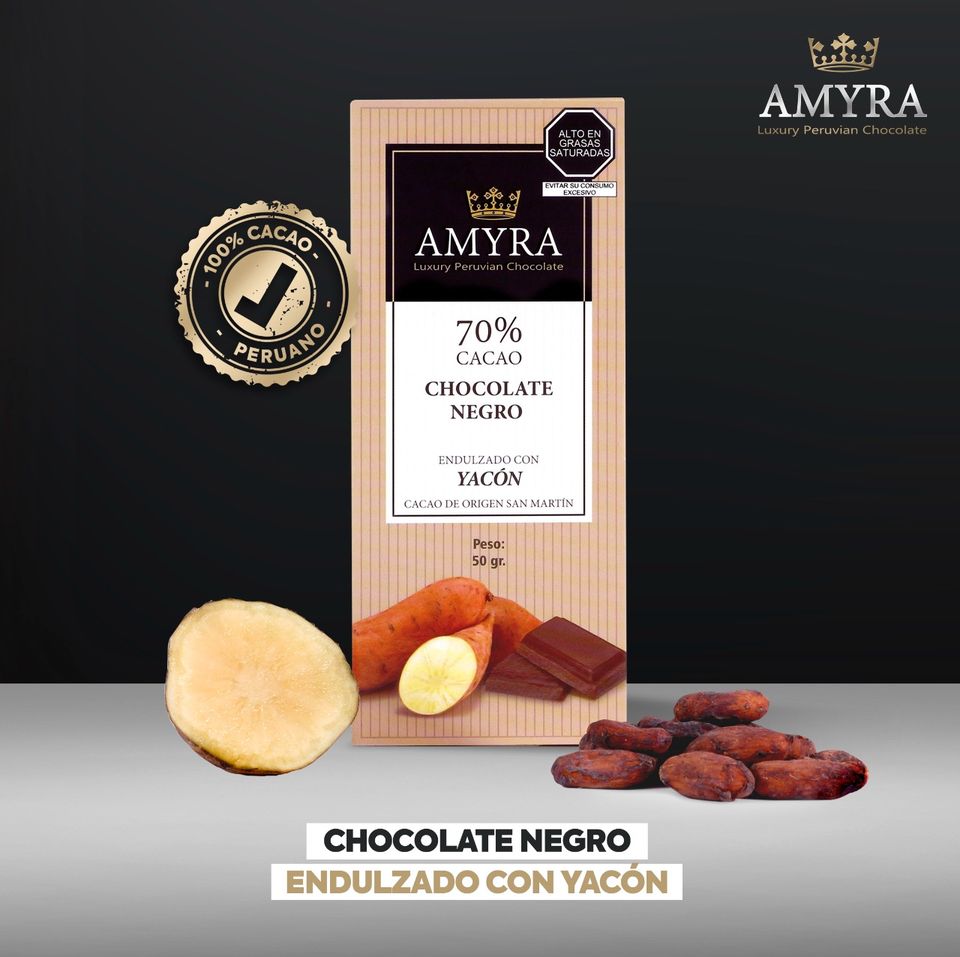 AMYRA
Luxury Peruvian Chocolate
ALTO EN
GRASAS
SATURADAS
EVITAR SU CONSUMO
EXCESIVO
100% CACAO
PERUANO
AMYRA
Luxury Peruvian Chocolate
70%
CACAO
CHOCOLATE
NEGRO
ENDULZADO CON
YACÓN
CACAO DE ORIGEN SAN MARTÍN
Peso:
50 gr.
CHOCOLATE NEGRO
ENDULZADO CON YACÓN